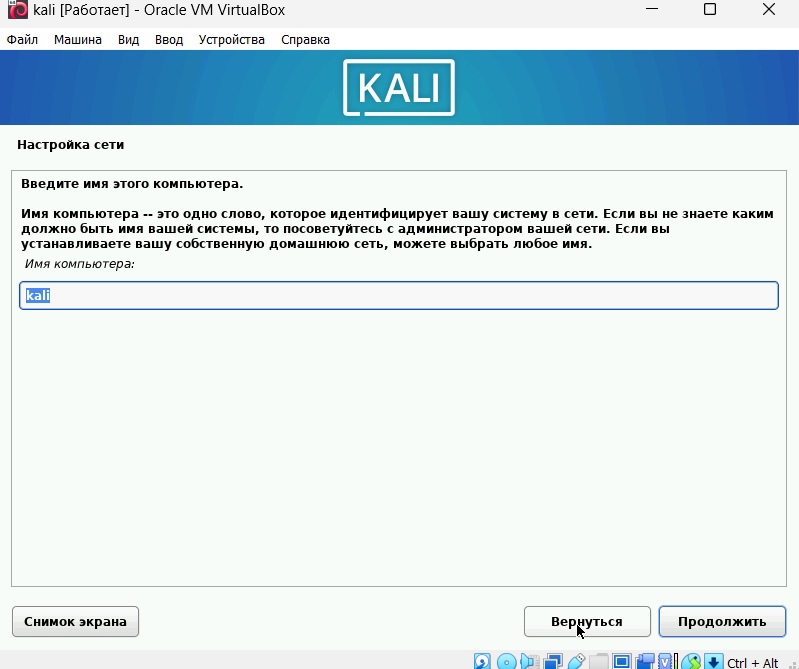 kali [Работает] - Oracle VM VirtualBox
Файл Машина Вид Ввод Устройства Справка
KALI
Настройка сети
Введите имя этого компьютера.
Имя компьютера -- это одно слово, которое идентифицирует вашу систему в сети. Если вы не знаете каким
должно быть имя вашей системы, то посоветуйтесь с администратором вашей сети. Если вы
устанавливаете вашу собственную домашнюю сеть, можете выбрать любое имя.
Имя компьютера:
kali
Снимок экрана Вернуться Продолжить
Ctrl + Alt